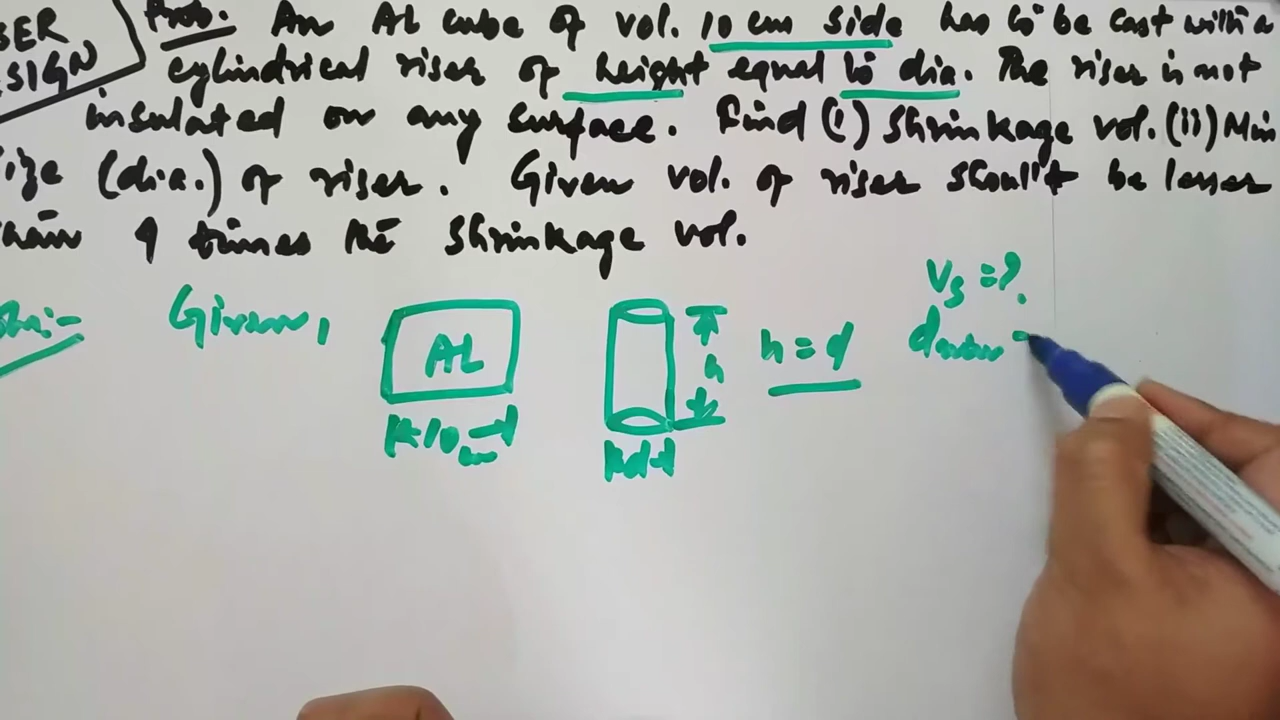 SER
SIGN
Prob. An AL cube of vol. 10 cm side has to be cast with a
cylindrical riser of height equal to dia. The riser is not
insulated on any surface. Find (i) Shrinkage vol. (ii) Min
ize (dia.) of riser. Given vol. of riser should't be lesser
than 4 times the shrinkage vol.
oln:- Given,
AL
10 cm
h
d
h = d
Vs = ?
dmin =